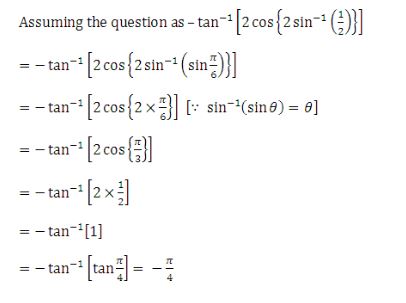 Assuming the question as – tan⁻¹ [2 cos {2 sin⁻¹ (1/2)}]
= – tan⁻¹ [2 cos {2 sin⁻¹ (sin π/6)}]
= – tan⁻¹ [2 cos {2 × π/6}] [∵ sin⁻¹(sin θ) = θ]
= – tan⁻¹ [2 cos {π/3}]
= – tan⁻¹ [2 × 1/2]
= – tan⁻¹[1]
= – tan⁻¹ [tan π/4] = – π/4